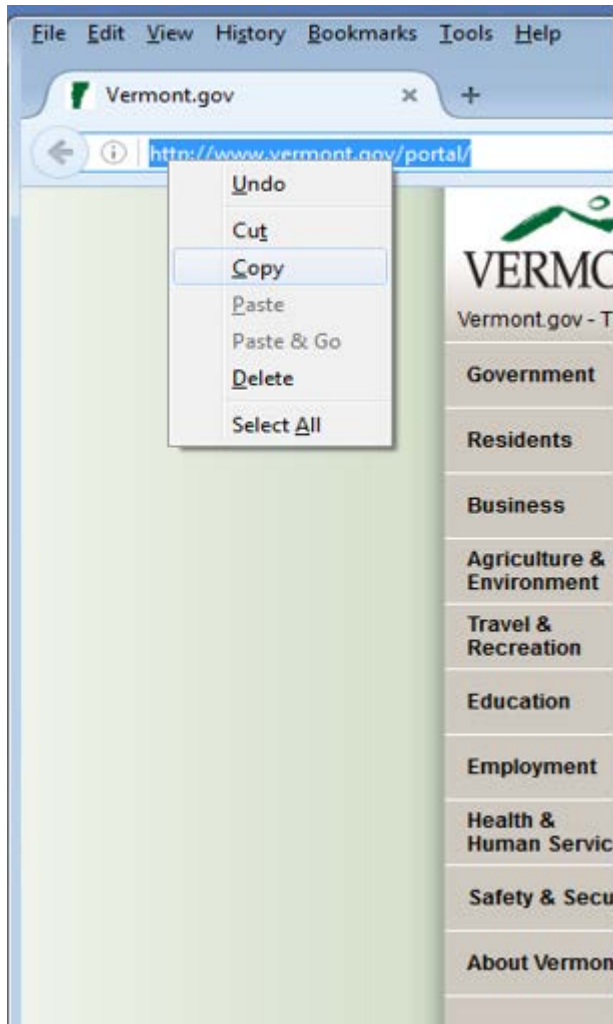 File Edit View History Bookmarks Tools Help
Vermont.gov
http://www.vermont.gov/portal/
Undo
Cut
Copy
Paste
Paste & Go
Delete
Select All
VERMO
Vermont.gov - T
Government
Residents
Business
Agriculture &
Environment
Travel &
Recreation
Education
Employment
Health &
Human Servic
Safety & Secu
About Vermon